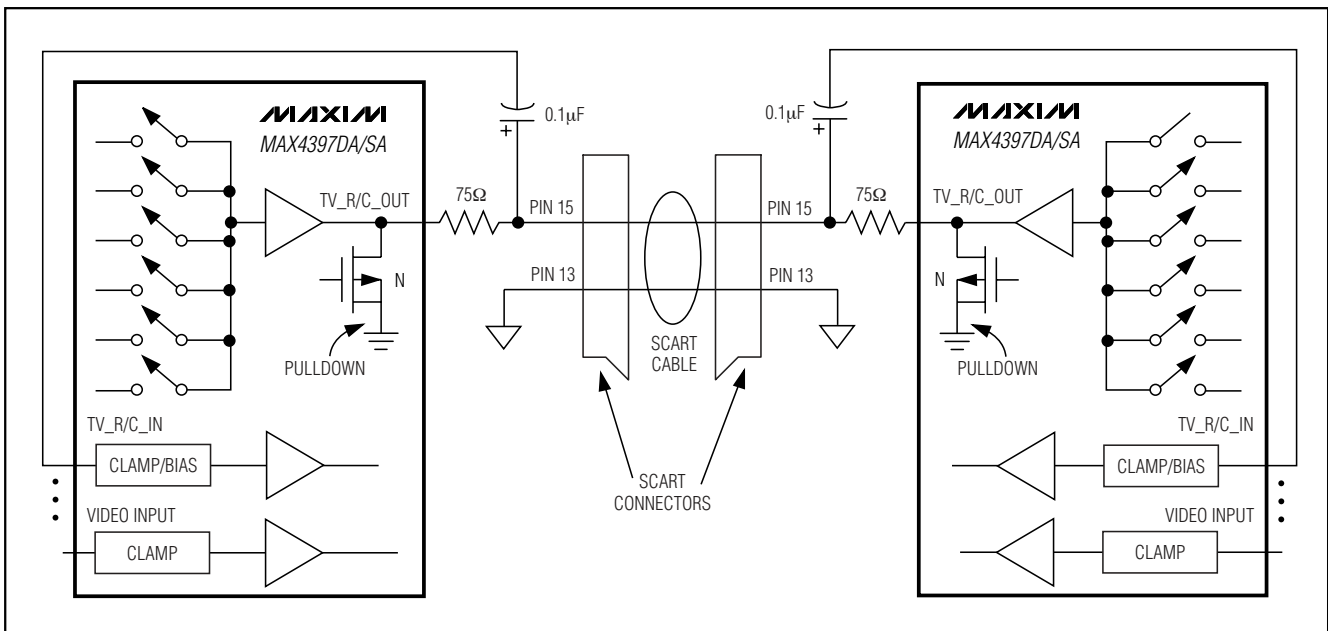 MAXIM
MAX4397DA/SA
0.1µF
+
75Ω
TV_R/C_OUT
PIN 15
PIN 13
N
PULLDOWN
TV_R/C_IN
CLAMP/BIAS
VIDEO INPUT
CLAMP
SCART
CABLE
SCART
CONNECTORS
0.1µF
+
75Ω
PIN 15
PIN 13
MAXIM
MAX4397DA/SA
TV_R/C_OUT
N
PULLDOWN
TV_R/C_IN
CLAMP/BIAS
VIDEO INPUT
CLAMP